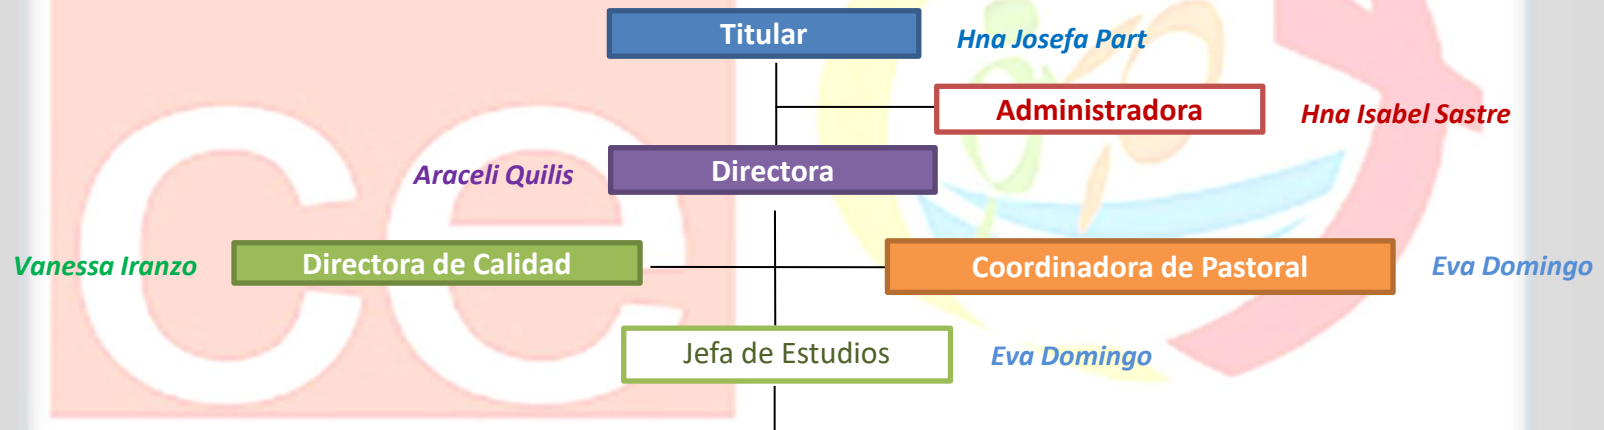 Titular
Hna Josefa Part
Administradora
Hna Isabel Sastre
Araceli Quilis
Directora
Vanessa Iranzo
Directora de Calidad
Coordinadora de Pastoral
Eva Domingo
Jefa de Estudios
Eva Domingo
ce